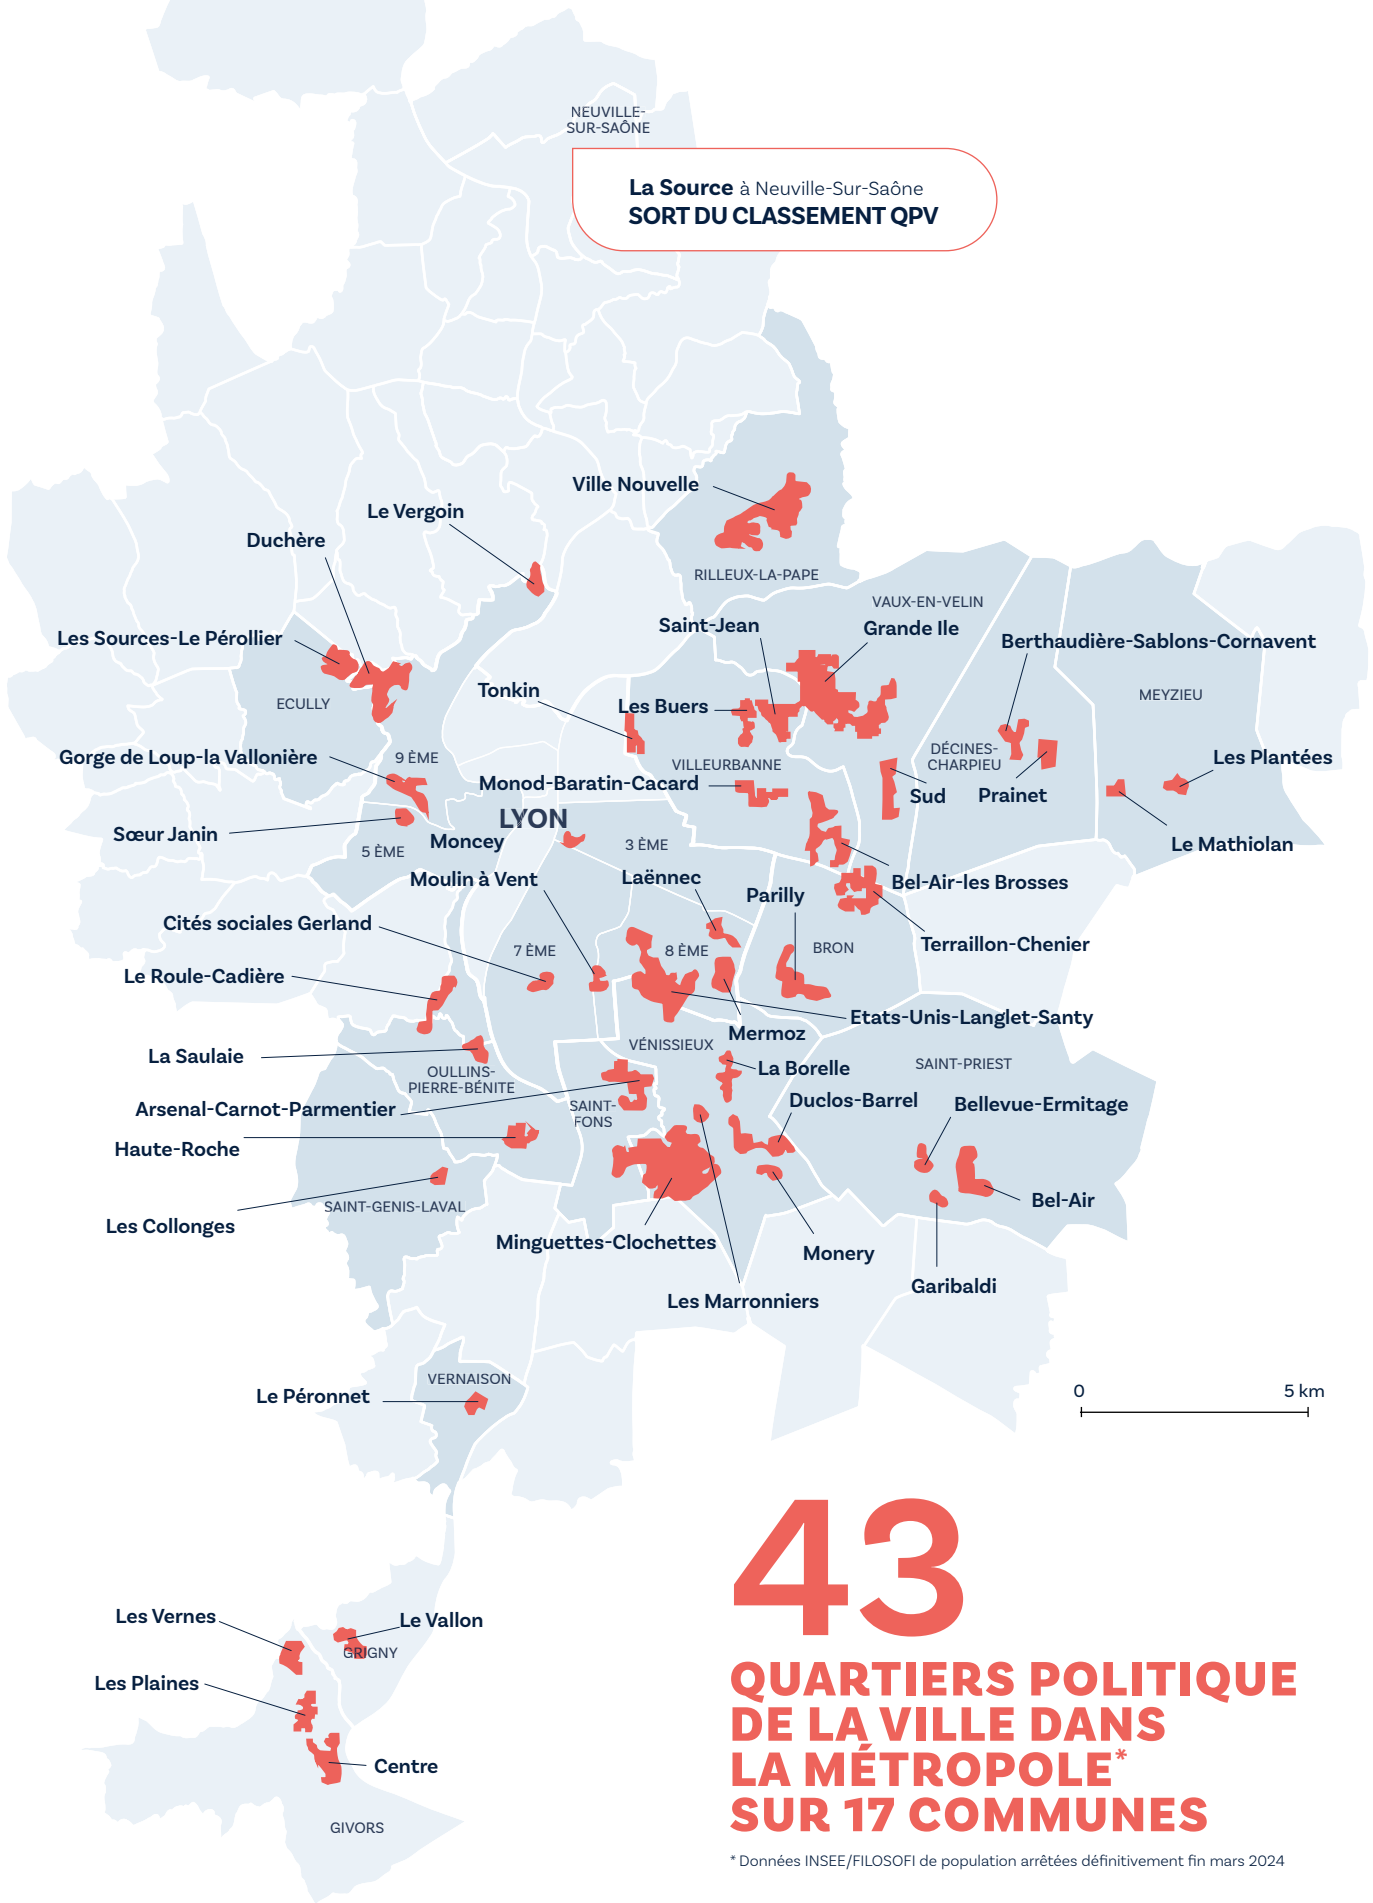 NEUVILLE-
SUR-SAÔNE
La Source à Neuville-Sur-Saône
SORT DU CLASSEMENT QPV
Ville Nouvelle
Le Vergoin
Duchère
RILLEUX-LA-PAPE
VAUX-EN-VELIN
Saint-Jean
Grande Ile
Les Sources-Le Pérollier
Berthaudière-Sablons-Cornavent
Tonkin
MEYZIEU
ECULLY
Les Buers
DÉCINES-
CHARPIEU
Gorge de Loup-la Vallonière
9 ÈME
VILLEURBANNE
Les Plantées
Monod-Baratin-Cacard
Sud
Prainet
LYON
Sœur Janin
Moncey
3 ÈME
Le Mathiolan
5 ÈME
Moulin à Vent
Laënnec
Bel-Air-les Brosses
Parilly
Cités sociales Gerland
7 ÈME
8 ÈME
BRON
Terraillon-Chenier
Le Roule-Cadière
Etats-Unis-Langlet-Santy
Mermoz
VÉNISSIEUX
La Saulaie
SAINT-PRIEST
La Borelle
OULLINS-
PIERRE-BÉNITE
Arsenal-Carnot-Parmentier
SAINT-
FONS
Duclos-Barrel
Bellevue-Ermitage
Haute-Roche
SAINT-GENIS-LAVAL
Bel-Air
Les Collonges
Minguettes-Clochettes
Monery
Garibaldi
Les Marronniers
VERNAISON
Le Péronnet
0
5 km
43
QUARTIERS POLITIQUE
DE LA VILLE DANS
LA MÉTROPOLE*
SUR 17 COMMUNES
* Données INSEE/FILOSOFI de population arrêtées définitivement fin mars 2024
Les Vernes
Le Vallon
GRIGNY
Les Plaines
Centre
GIVORS